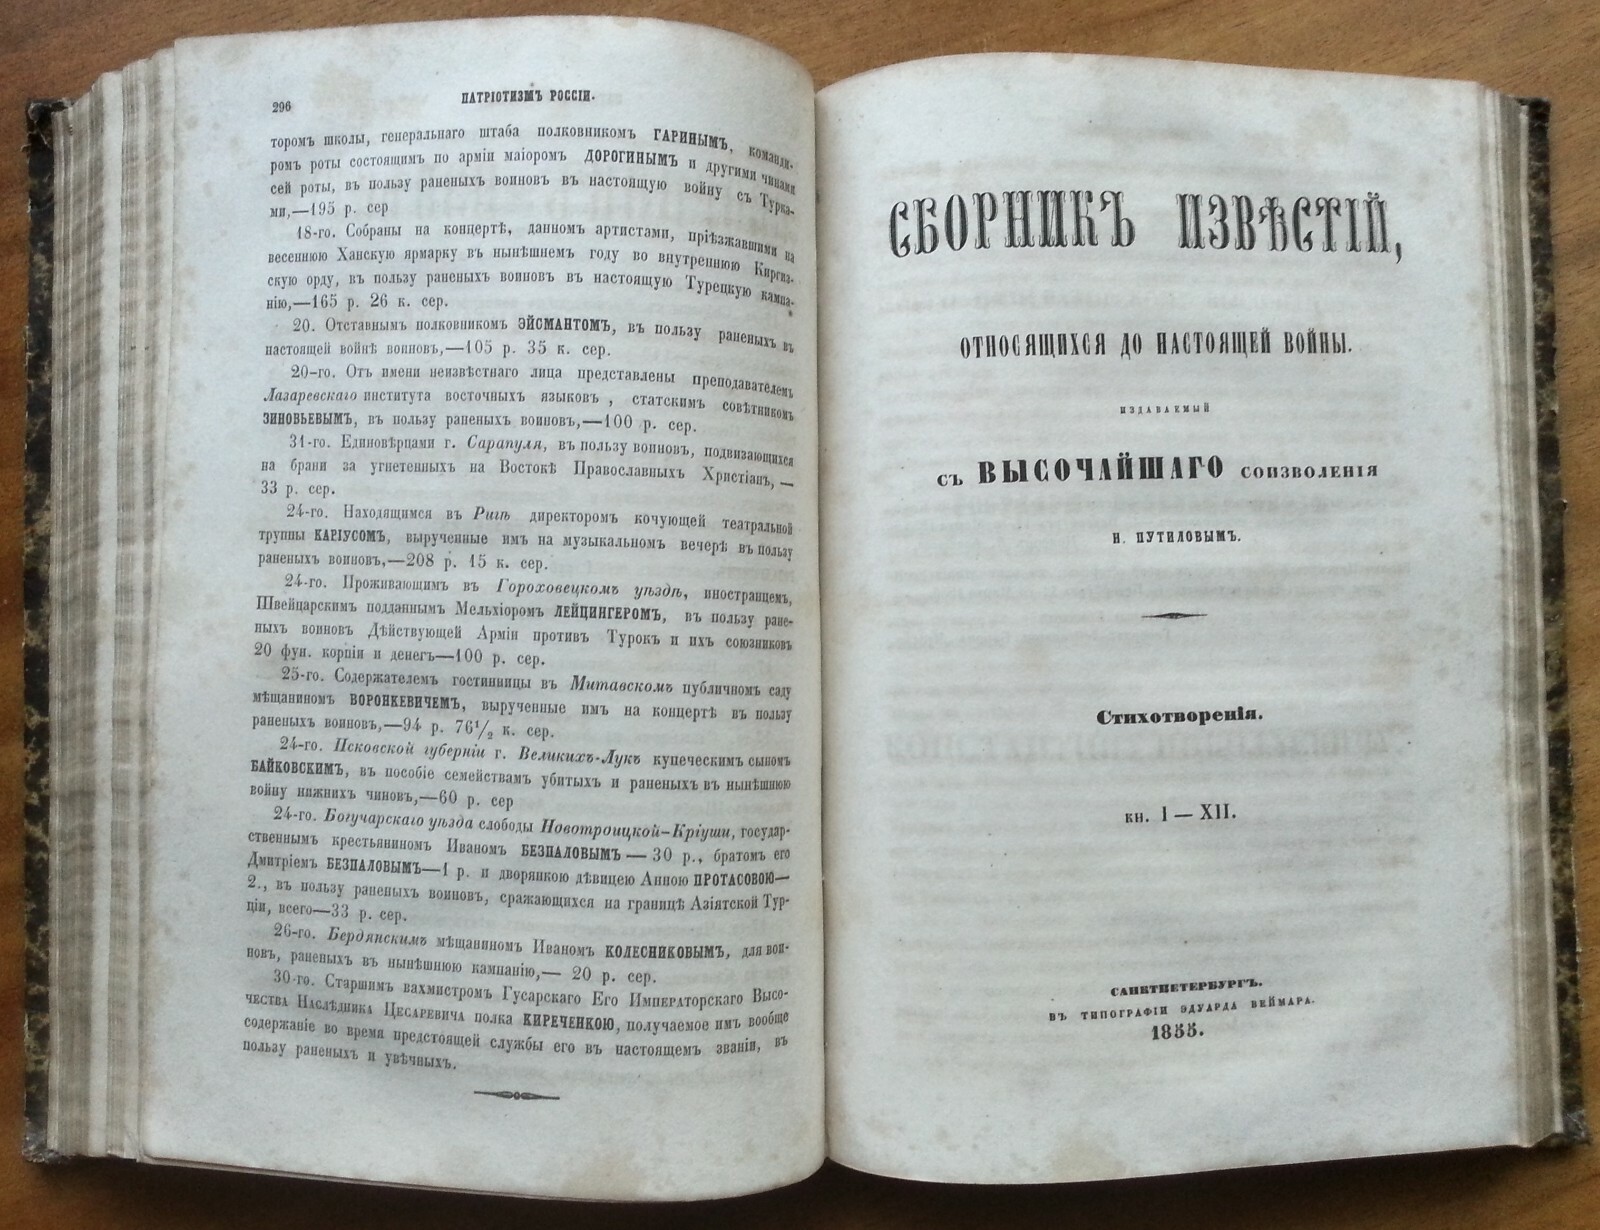 296
ПАТРІОТИЗМЪ РОССІИ.
торомъ школы, генеральнаго штаба полковникомъ ГАРИНЫМЪ, команди-
ромъ роты состоящимъ по арміи маіоромъ ДОРОГИНЫМЪ и другими чинами
сей роты, въ пользу раненыхъ воиновъ въ настоящую войну съ Турка-
ми,—195 р. сер
18-го. Собраны на концертѣ, данномъ артистами, пріѣзжавшими на
весеннюю Ханскую ярмарку въ нынѣшнемъ году во внутреннюю Киргиз-
скую орду, въ пользу раненыхъ воиновъ въ настоящую Турецкую кампа-
нію,—165 р. 26 к. сер.
20. Отставнымъ полковникомъ ЭЙСМАНТОМЪ, въ пользу раненыхъ въ
настоящей войнѣ воиновъ,—105 р. 35 к. сер.
20-го. Отъ имени неизвѣстнаго лица представлены преподавателемъ
Лазаревскаго института восточныхъ языковъ, статскимъ совѣтникомъ
ЗИНОВЬЕВЫМЪ, въ пользу раненыхъ воиновъ,—100 р. сер.
31-го. Единовѣрцами г. Сарапуля, въ пользу воиновъ, подвизающихся
на брани за угнетенныхъ на Востокѣ Православныхъ Христіанъ, —
33 р. сер.
24-го. Находящимся въ Ригѣ директоромъ кочующей театральной
труппы КАРІУСОМЪ, вырученные имъ на музыкальномъ вечерѣ въ пользу
раненыхъ воиновъ,—208 р. 15 к. сер.
24-го. Проживающимъ въ Гороховецкомъ уѣздѣ, иностранцемъ,
Швейцарскимъ подданнымъ Мельхіоромъ ЛЕЙЦИНГЕРОМЪ, въ пользу ране-
ныхъ воиновъ Дѣйствующей Арміи противъ Турокъ и ихъ союзниковъ
20 фун. корпіи и денегъ—100 р. сер.
25-го. Содержателемъ гостинницы въ Митавскомъ публичномъ саду
мѣщаниномъ ВОРОНКЕВИЧЕМЪ, вырученные имъ на концертѣ въ пользу
раненыхъ воиновъ,—94 р. 76½ к. сер.
24-го. Псковской губерніи г. Великихъ-Лукъ купеческимъ сыномъ
БАЙКОВСКИМЪ, въ пособіе семействамъ убитыхъ и раненыхъ въ нынѣшнюю
войну нижнихъ чиновъ,—60 р. сер
24-го. Богучарскаго уѣзда слободы Новотроицкой-Кріуши, государ-
ственнымъ крестьяниномъ Иваномъ БЕЗПАЛОВЫМЪ — 30 р., братомъ его
Дмитріемъ БЕЗПАЛОВЫМЪ—1 р. и дворянкою дѣвицею Анною ПРОТАСОВОЮ—
2., въ пользу раненыхъ воиновъ, сражающихся на границѣ Азіятской Тур-
ціи, всего—33 р. сер.
26-го. Бердянскимъ мѣщаниномъ Иваномъ КОЛЕСНИКОВЫМЪ, для вои-
новъ, раненыхъ въ нынѣшнюю кампанію,— 20 р. сер.
30-го. Старшимъ вахмистромъ Гусарскаго Его Императорскаго Высо-
чества Наслѣдника Цесаревича полка КИРЕЧЕНКОЮ, получаемое имъ вообще
содержаніе во время предстоящей службы его въ настоящемъ званіи, въ
пользу раненыхъ и увѣчныхъ.
СБОРНИКЪ ИЗВѢСТІЙ,
ОТНОСЯЩИХСЯ ДО НАСТОЯЩЕЙ ВОЙНЫ.
ИЗДАВАЕМЫЙ
СЪ ВЫСОЧАЙШАГО СОИЗВОЛЕНІЯ
Н. ПУТИЛОВЫМЪ.
Стихотворенія.
кн. I — XII.
САНКТПЕТЕРБУРГЪ.
ВЪ ТИПОГРАФІИ ЭДУАРДА ВЕЙМАРА.
1855.